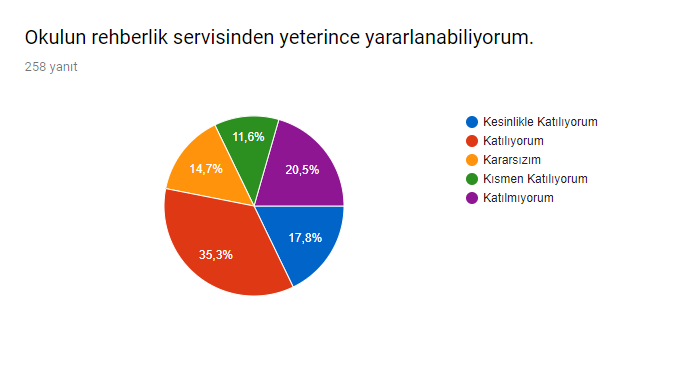 Okulun rehberlik servisinden yeterince yararlanabiliyorum.
258 yanıt
Kesinlikle Katılıyorum
Katılıyorum
Kararsızım
Kısmen Katılıyorum
Katılmıyorum
11,6%
20,5%
14,7%
17,8%
35,3%